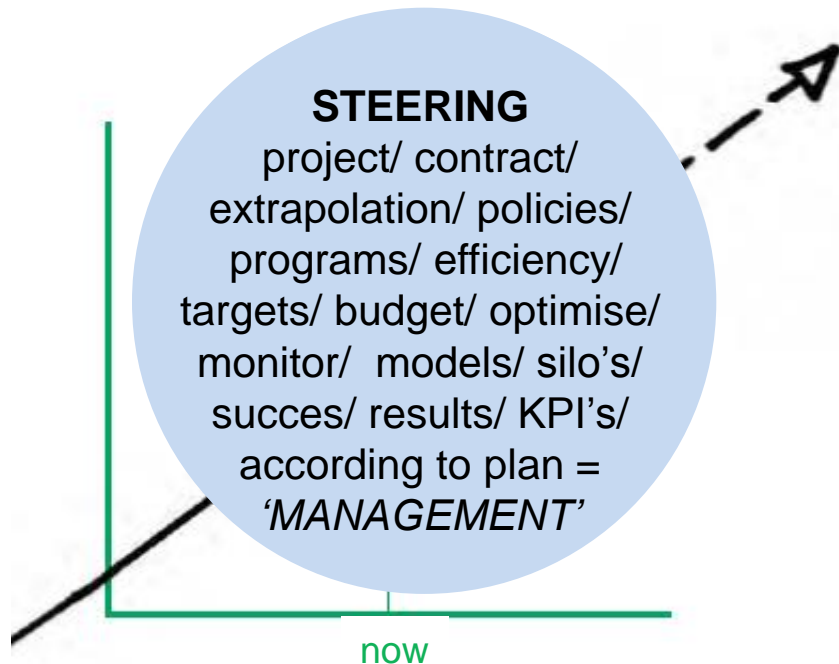 STEERING
project/ contract/
extrapolation/ policies/
programs/ efficiency/
targets/ budget/ optimise/
monitor/  models/ silo's/
succes/ results/ KPI's/
according to plan =
‘MANAGEMENT’
now